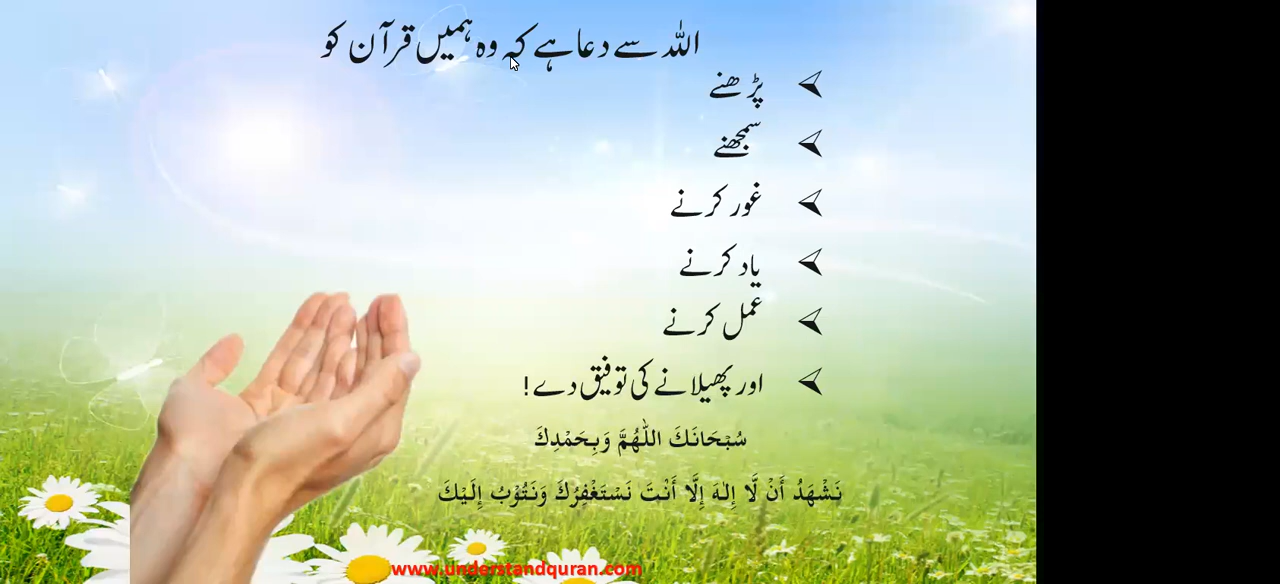 اللہ سے دعا ہے کہ وہ ہمیں قرآن کو
پڑھنے
سمجھنے
غور کرنے
یاد کرنے
عمل کرنے
اور پھیلانے کی توفیق دے!
سُبْحَانَكَ اللّٰهُمَّ وَبِحَمْدِكَ
نَشْهَدُ أَنْ لَّا إِلٰهَ إِلَّا أَنْتَ نَسْتَغْفِرُكَ وَنَتُوْبُ إِلَيْكَ
www.understandquran.com